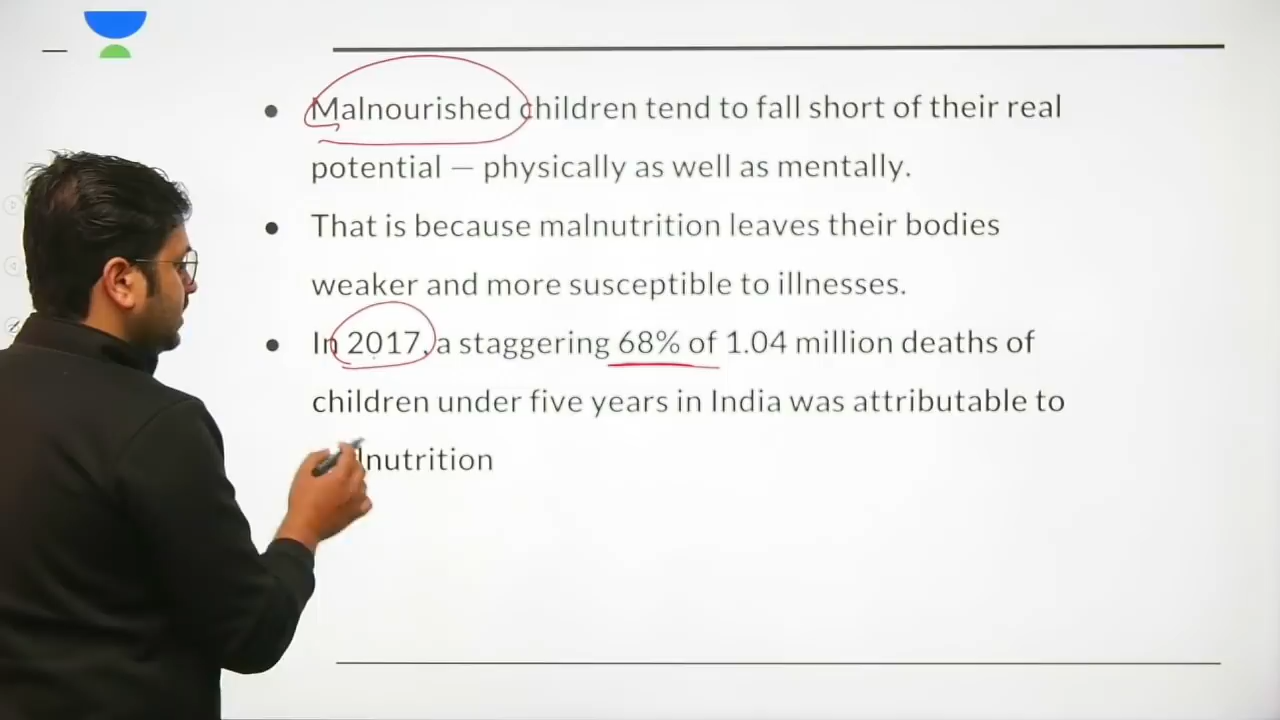 Malnourished children tend to fall short of their real
potential — physically as well as mentally.
That is because malnutrition leaves their bodies
weaker and more susceptible to illnesses.
In 2017, a staggering 68% of 1.04 million deaths of
children under five years in India was attributable to